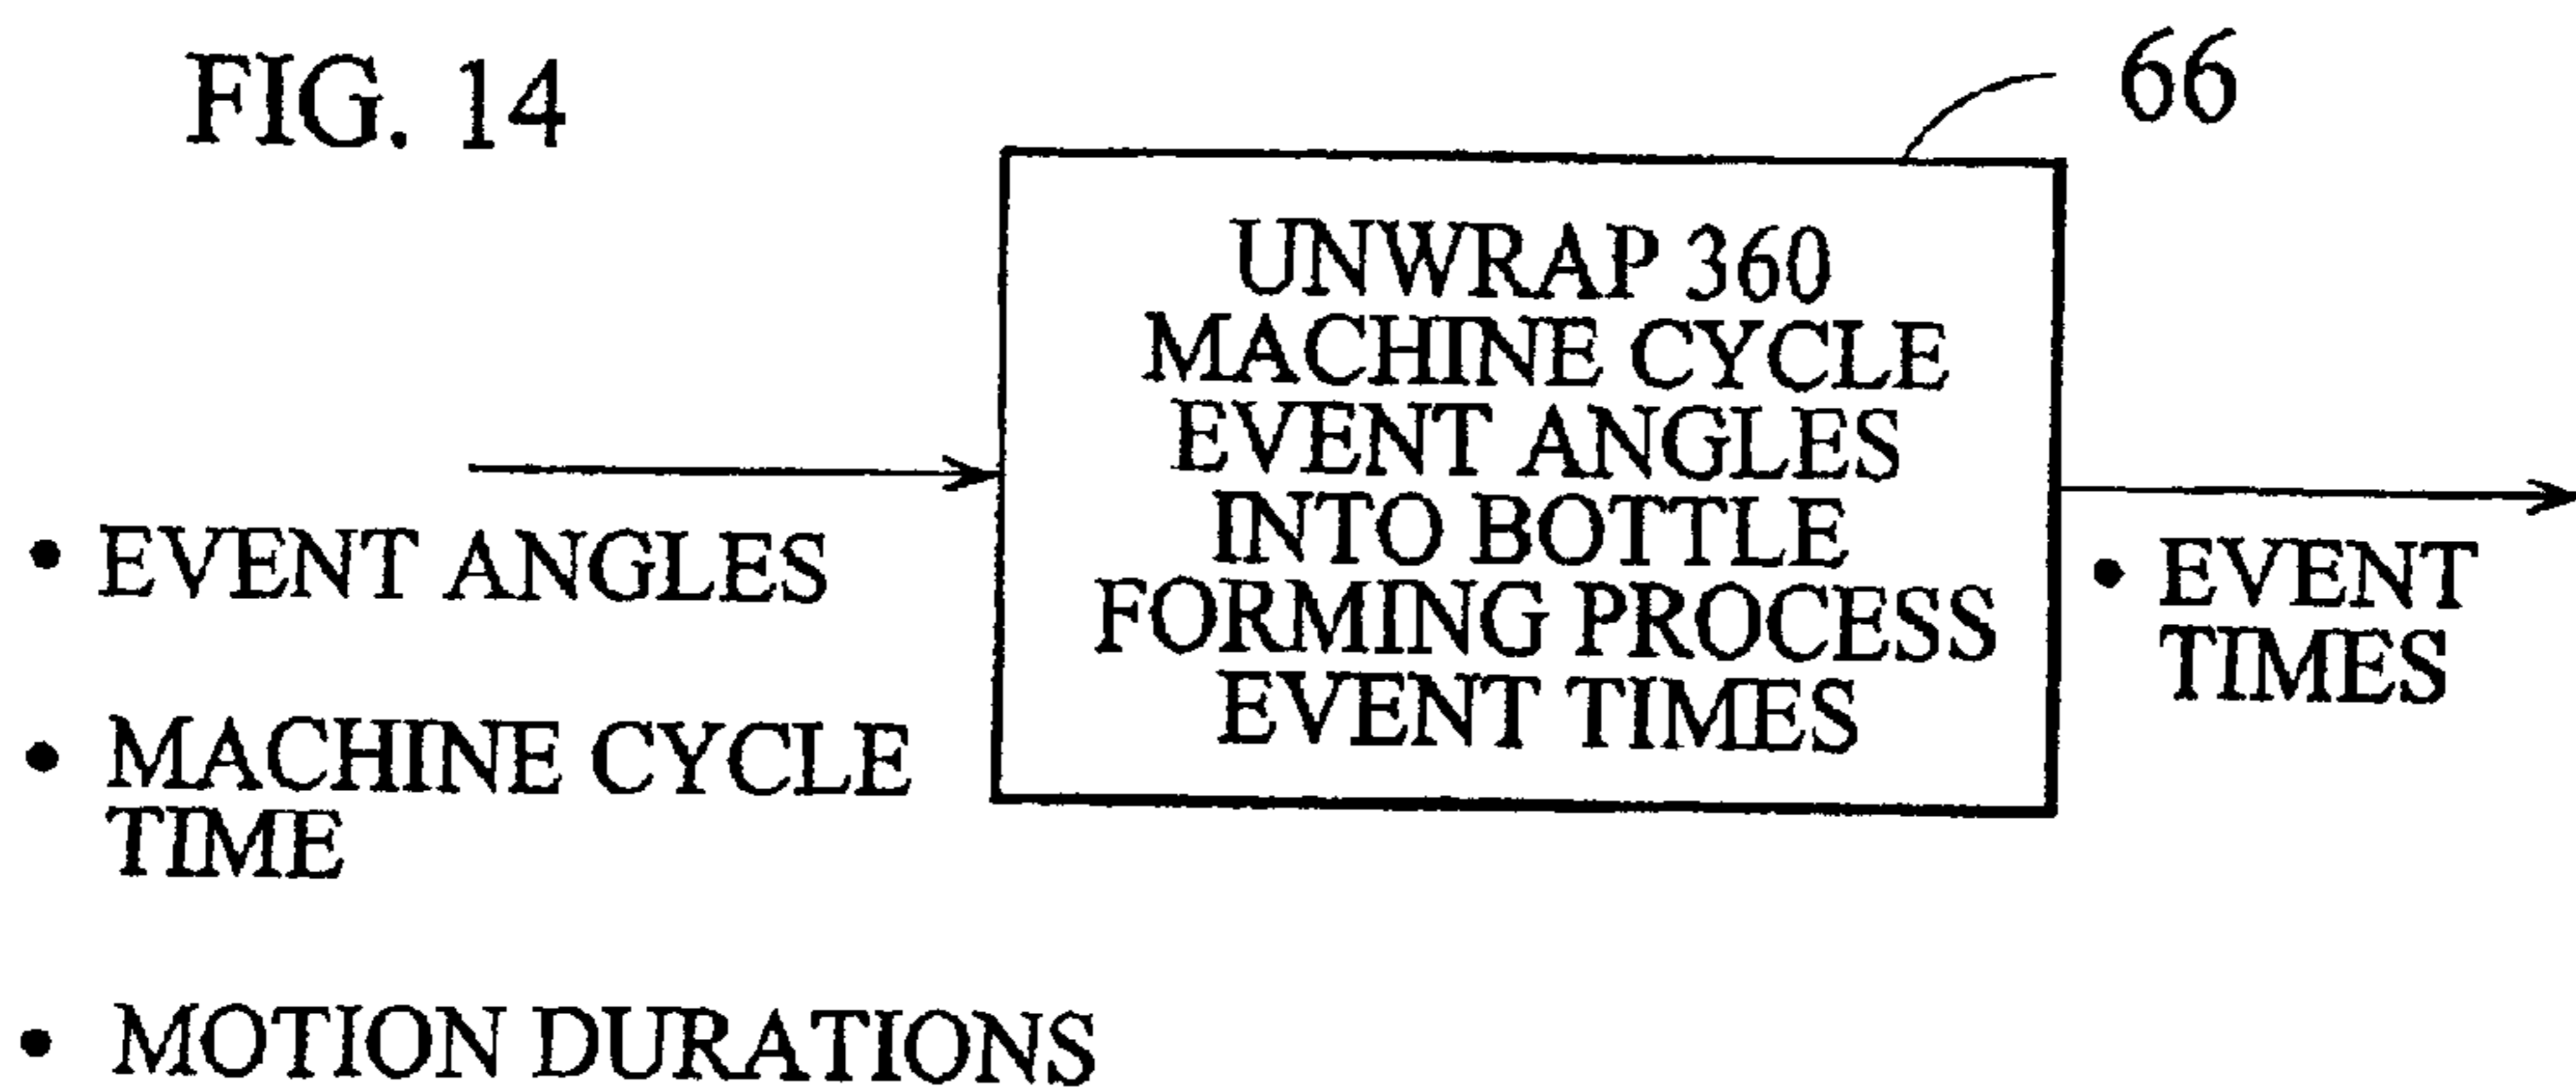 FIG. 14
66
UNWRAP 360
MACHINE CYCLE
EVENT ANGLES
INTO BOTTLE
FORMING PROCESS
EVENT TIMES
• EVENT ANGLES
• MACHINE CYCLE
TIME
• MOTION DURATIONS
• EVENT
TIMES